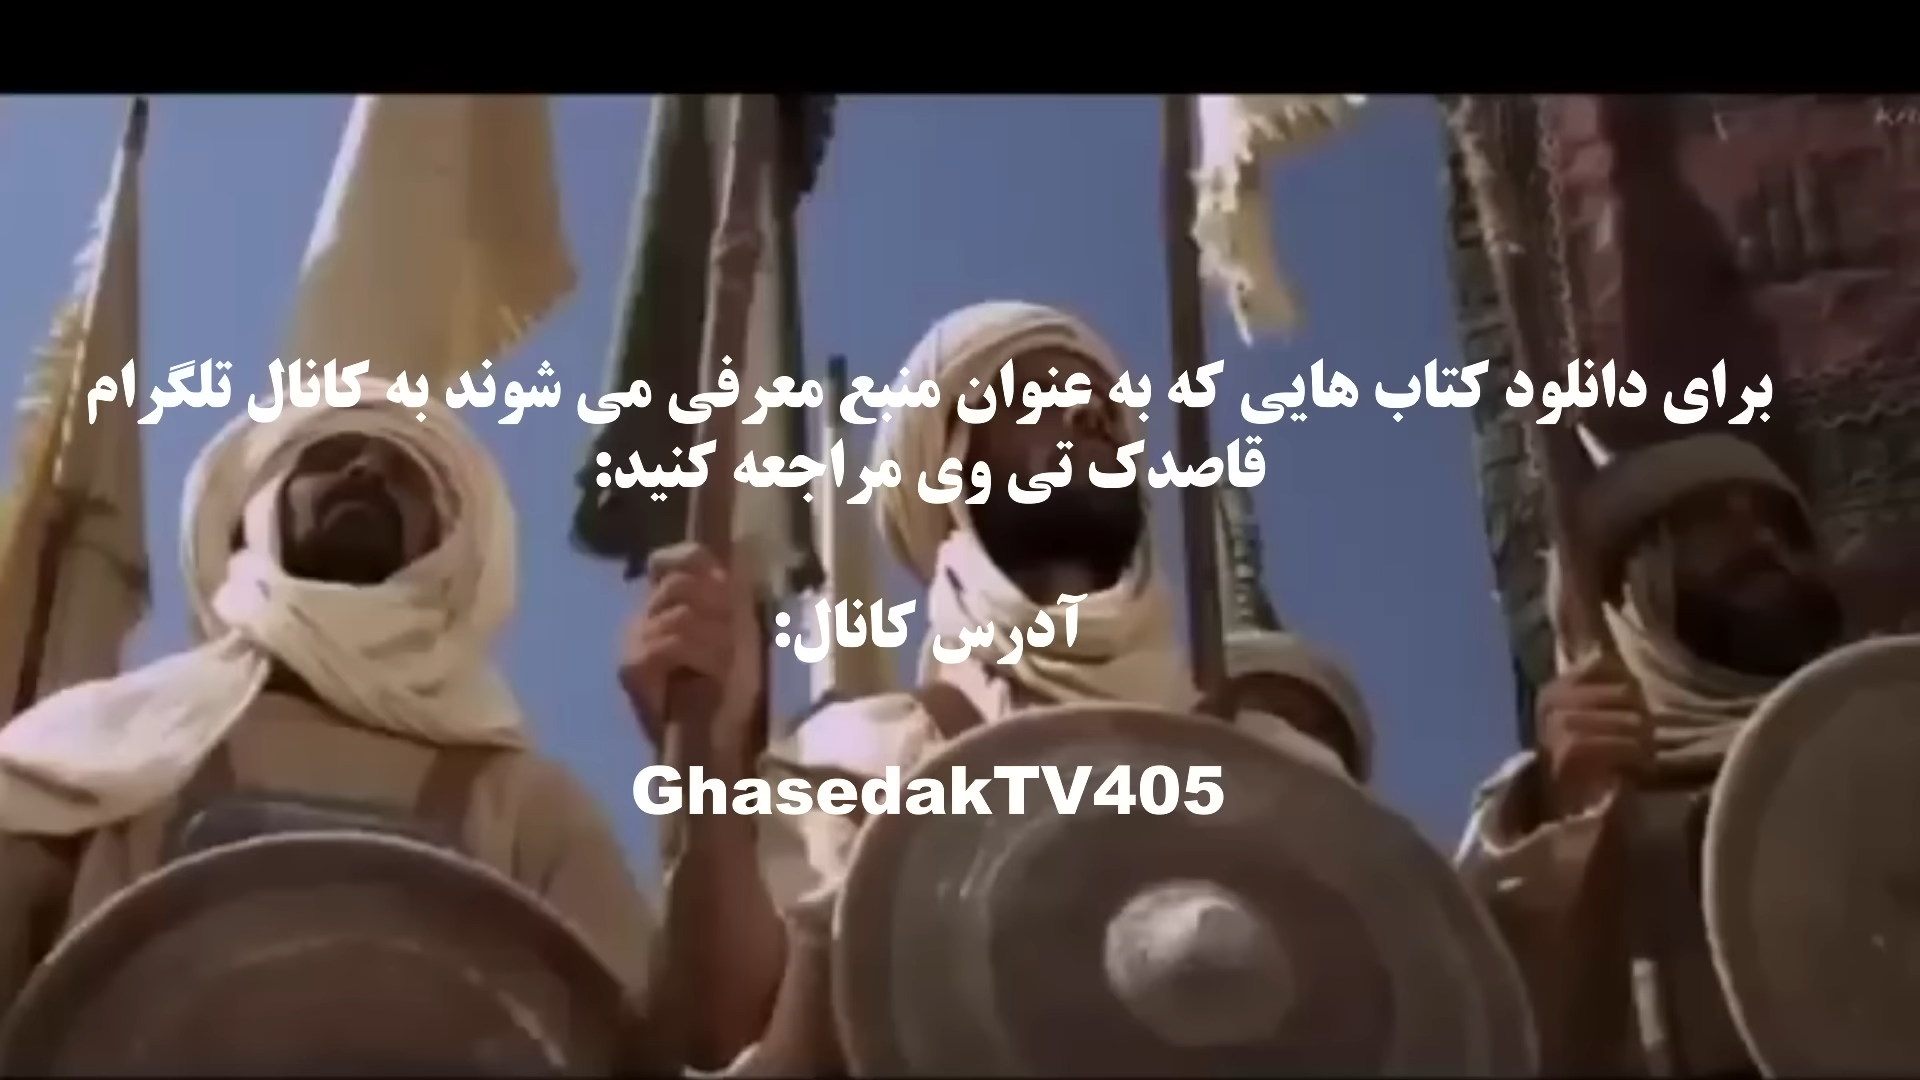 برای دانلود کتاب هایی که به عنوان منبع معرفی می شوند به کانال تلگرام
قاصدک تی وی مراجعه کنید:
آدرس کانال:
GhasedakTV405